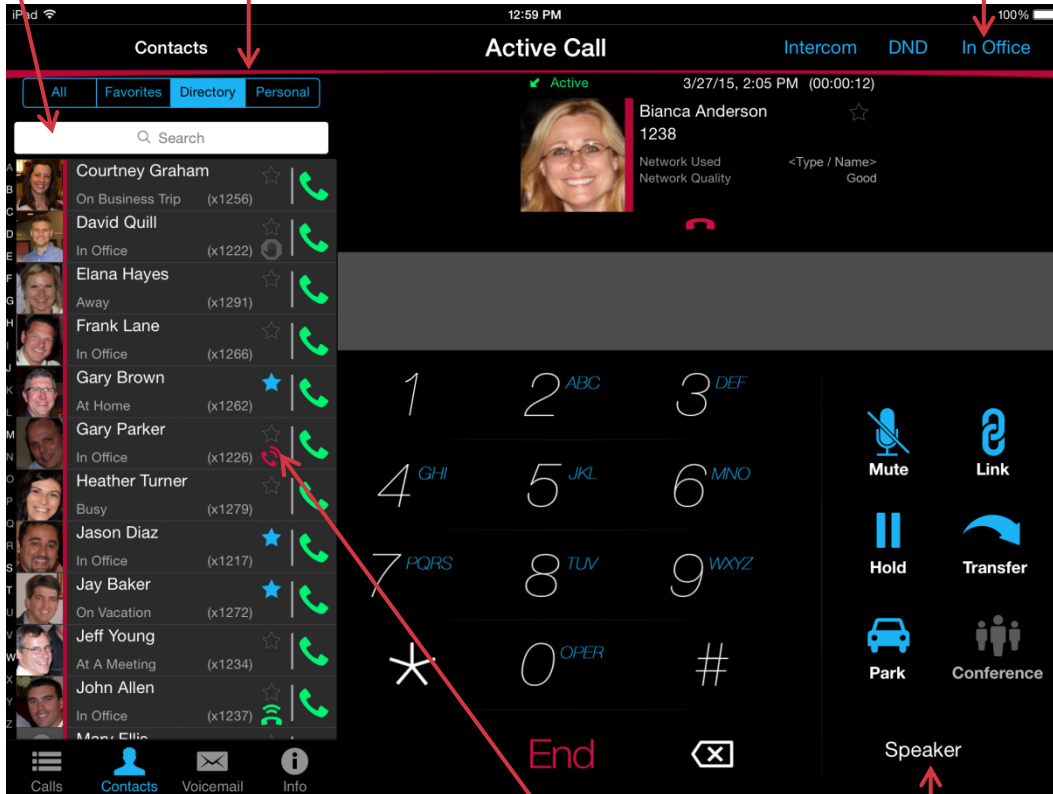 iPad 12:59 PM 100%
Contacts Active Call Intercom DND In Office
All Favorites Directory Personal
Search
Active 3/27/15, 2:05 PM (00:00:12)
Bianca Anderson
1238
Network Used <Type / Name>
Network Quality Good
A
B
C
D
E
F
G
H
I
J
K
L
M
N
O
P
Q
R
S
T
U
V
W
X
Y
Z
Courtney Graham
On Business Trip (x1256)
David Quill
In Office (x1222)
Elana Hayes
Away (x1291)
Frank Lane
In Office (x1266)
Gary Brown
At Home (x1262)
Gary Parker
In Office (x1226)
Heather Turner
Busy (x1279)
Jason Diaz
In Office (x1217)
Jay Baker
On Vacation (x1272)
Jeff Young
At A Meeting (x1234)
John Allen
In Office (x1237)
Mary Ellis
1 2 ABC 3 DEF
4 GHI 5 JKL 6 MNO
7 PQRS 8 TUV 9 WXYZ
* 0 OPER #
End
Mute Link
Hold Transfer
Park Conference
Speaker
Calls Contacts Voicemail Info